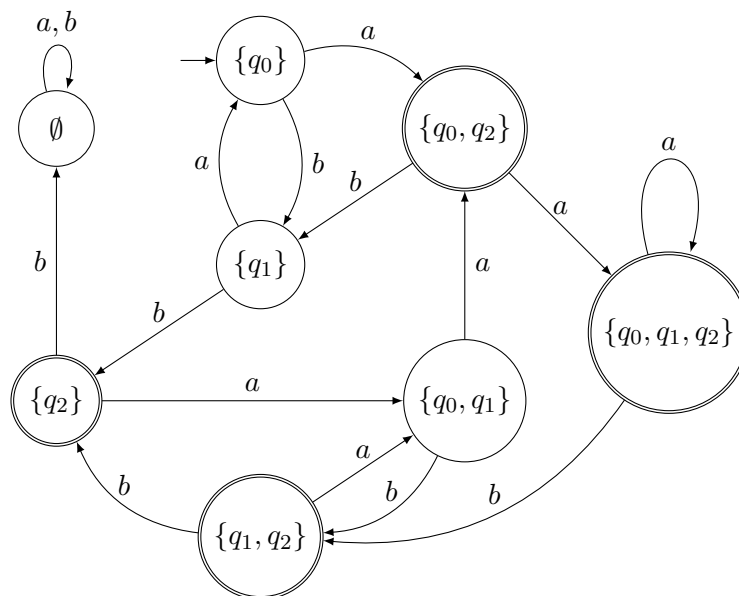 a, b
{q₀}
a
∅
{q₀, q₂}
a
a
b
b
a
{q₁}
b
a
b
{q₀, q₁, q₂}
{q₂}
a
{q₀, q₁}
a
b
b
b
{q₁, q₂}